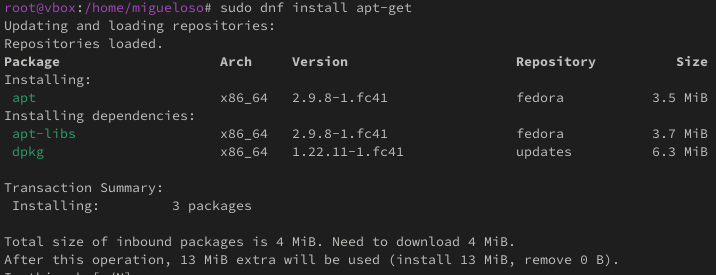 root@vbox:/home/migueloso# sudo dnf install apt-get
Updating and loading repositories:
Repositories loaded.
Package Arch Version Repository Size
Installing:
apt x86_64 2.9.8-1.fc41 fedora 3.5 MiB
Installing dependencies:
apt-libs x86_64 2.9.8-1.fc41 fedora 3.7 MiB
dpkg x86_64 1.22.11-1.fc41 updates 6.3 MiB
Transaction Summary:
Installing: 3 packages
Total size of inbound packages is 4 MiB. Need to download 4 MiB.
After this operation, 13 MiB extra will be used (install 13 MiB, remove 0 B).